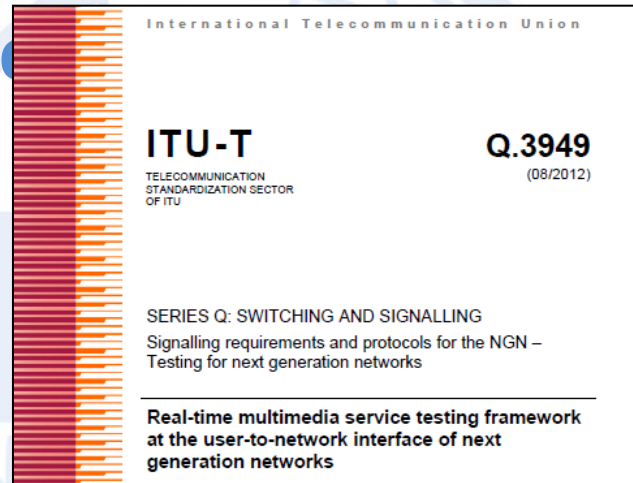 International Telecommunication Union
ITU-T
Q.3949
TELECOMMUNICATION
STANDARDIZATION SECTOR
OF ITU
(08/2012)
SERIES Q: SWITCHING AND SIGNALLING
Signalling requirements and protocols for the NGN –
Testing for next generation networks
Real-time multimedia service testing framework
at the user-to-network interface of next
generation networks